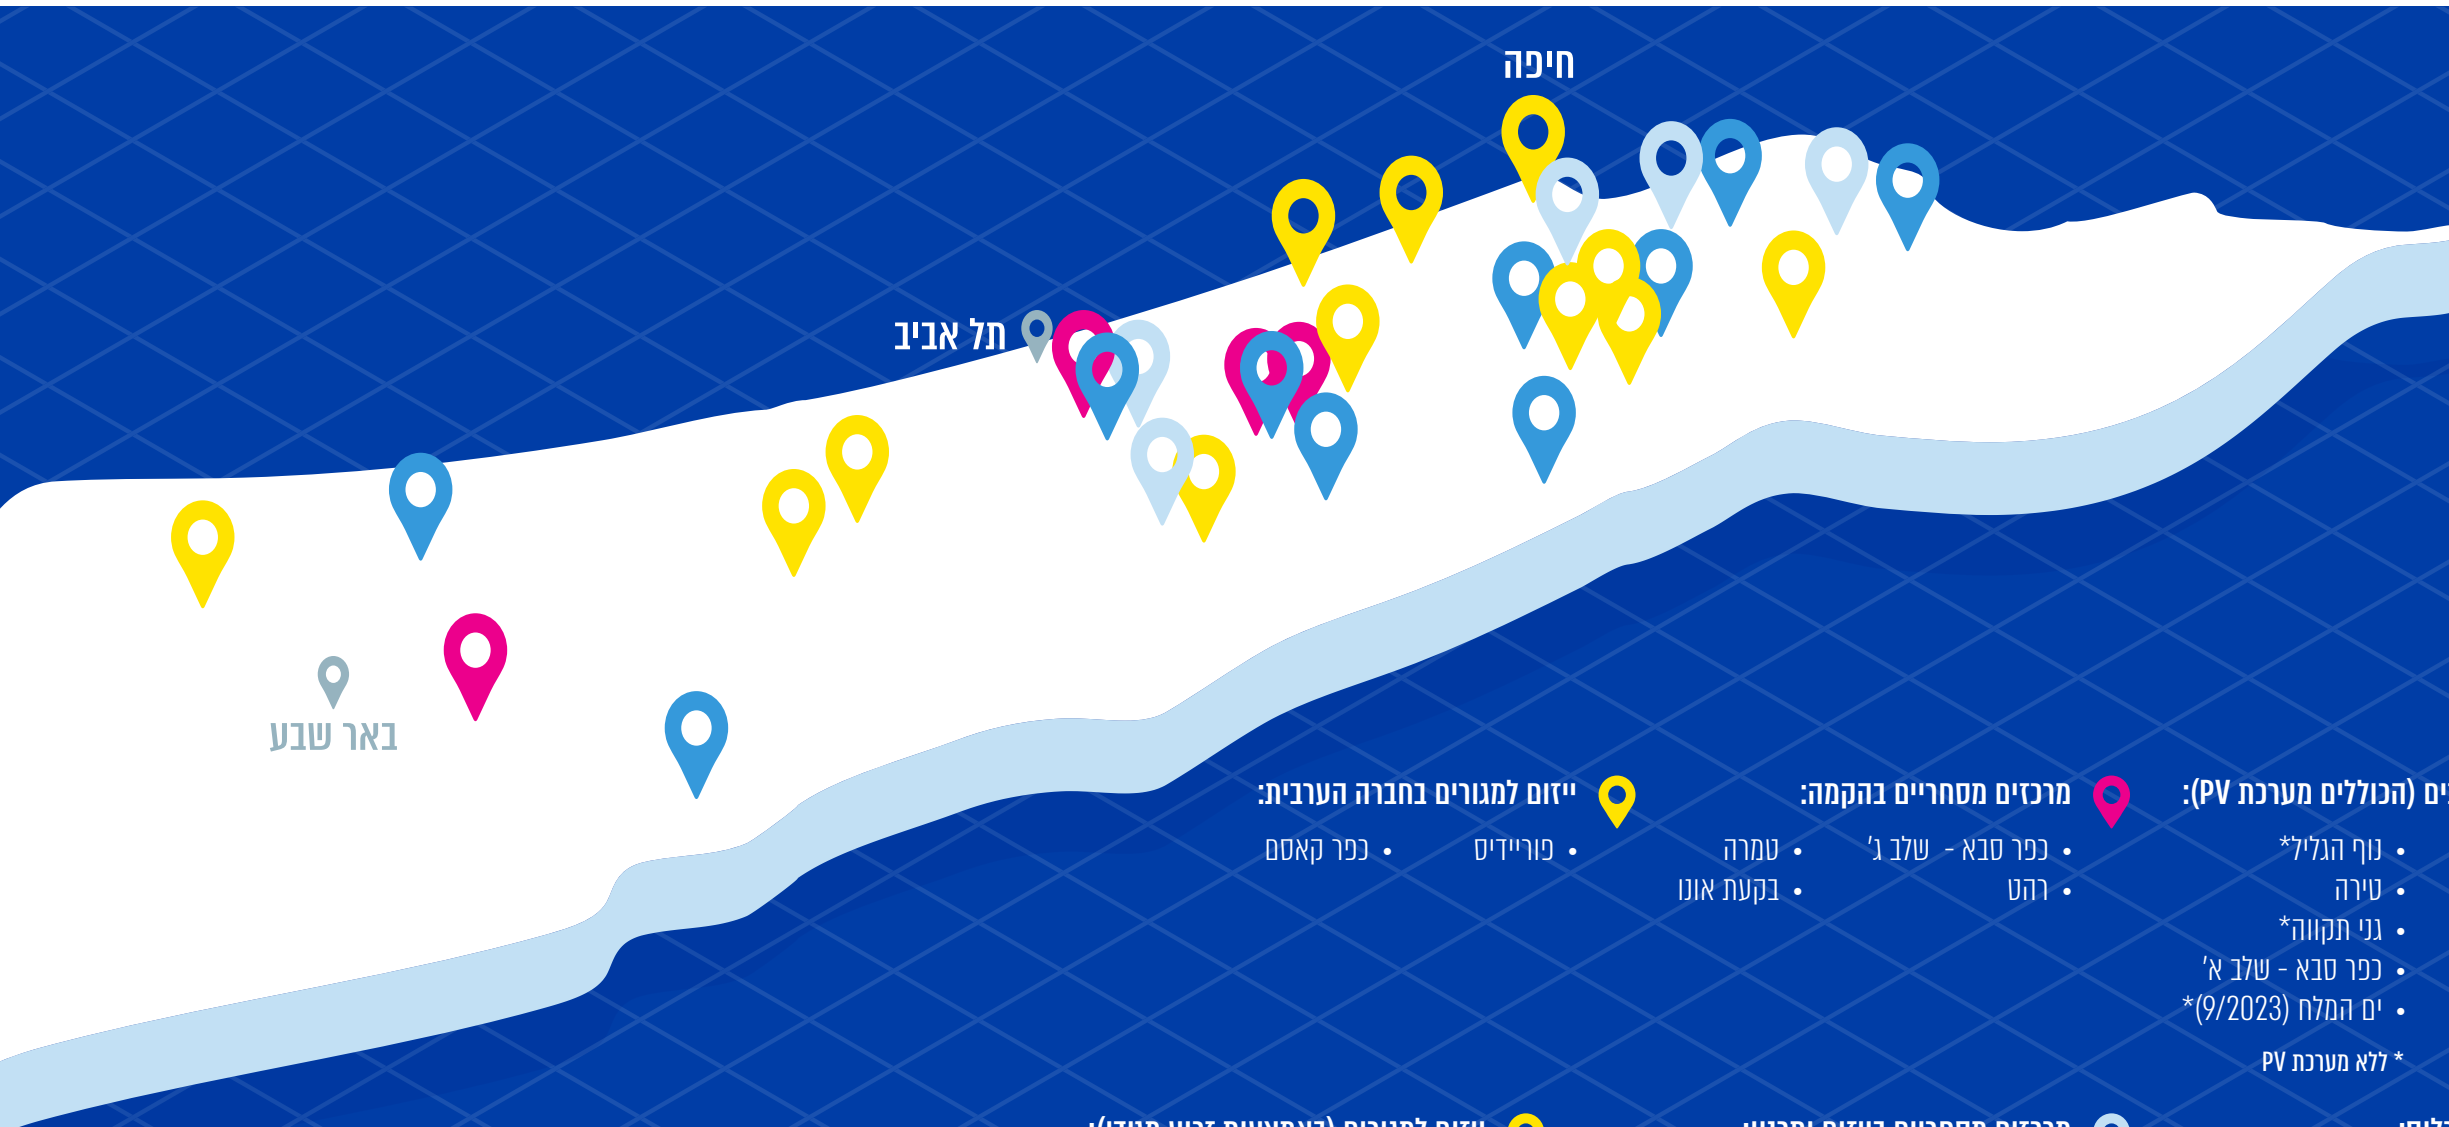 חיפה
תל אביב
באר שבע
(הכוללים מערכת PV):
נוף הגליל*
טירה
גני תקווה*
כפר סבא - שלב א'
ים המלח (9/2023)*
* ללא מערכת PV
מרכזים מסחריים בהקמה:
כפר סבא - שלב ג'
רהט
טמרה
בקעת אונו
ייזום למגורים בחברה הערבית:
פוריידיס
כפר קאסם